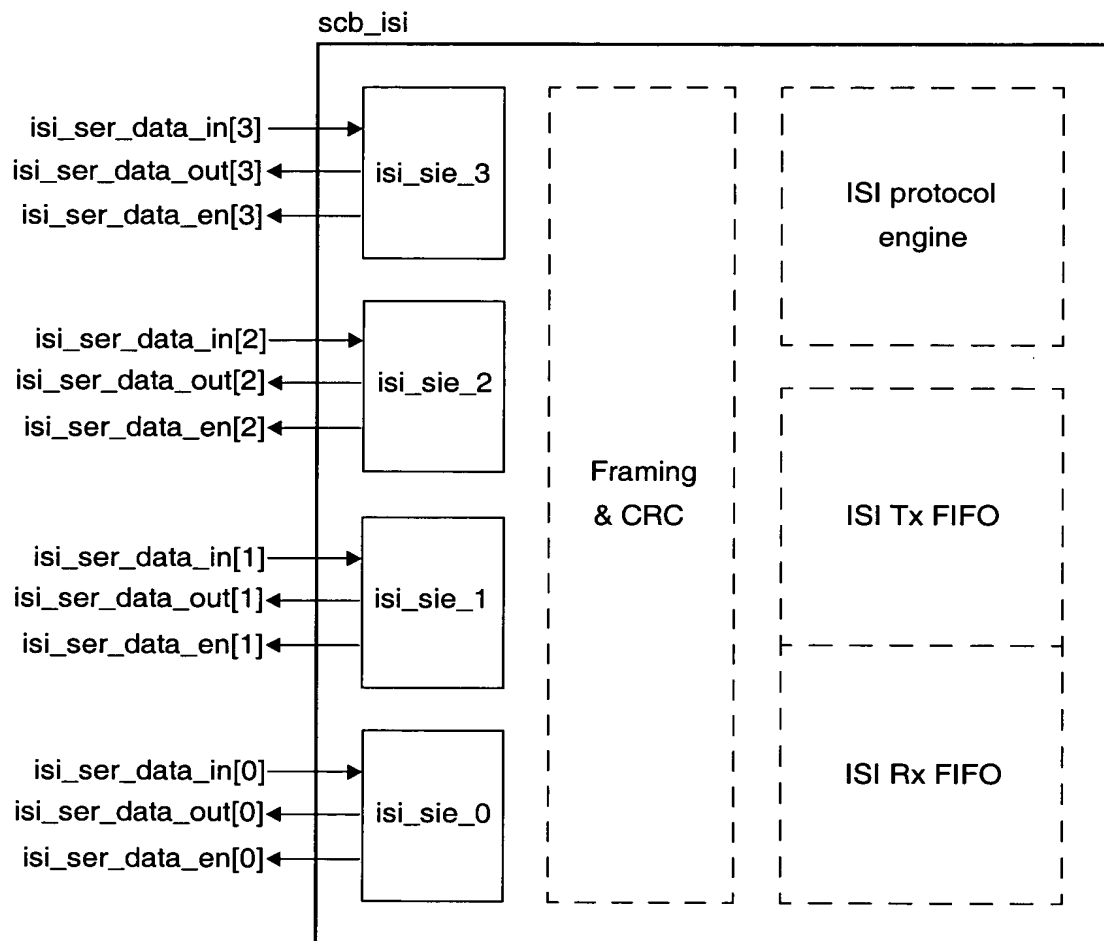 scb_isi
isi_ser_data_in[3]
isi_ser_data_out[3]
isi_ser_data_en[3]
isi_sie_3
isi_ser_data_in[2]
isi_ser_data_out[2]
isi_ser_data_en[2]
isi_sie_2
isi_ser_data_in[1]
isi_ser_data_out[1]
isi_ser_data_en[1]
isi_sie_1
isi_ser_data_in[0]
isi_ser_data_out[0]
isi_ser_data_en[0]
isi_sie_0
Framing
& CRC
ISI protocol
engine
ISI Tx FIFO
ISI Rx FIFO